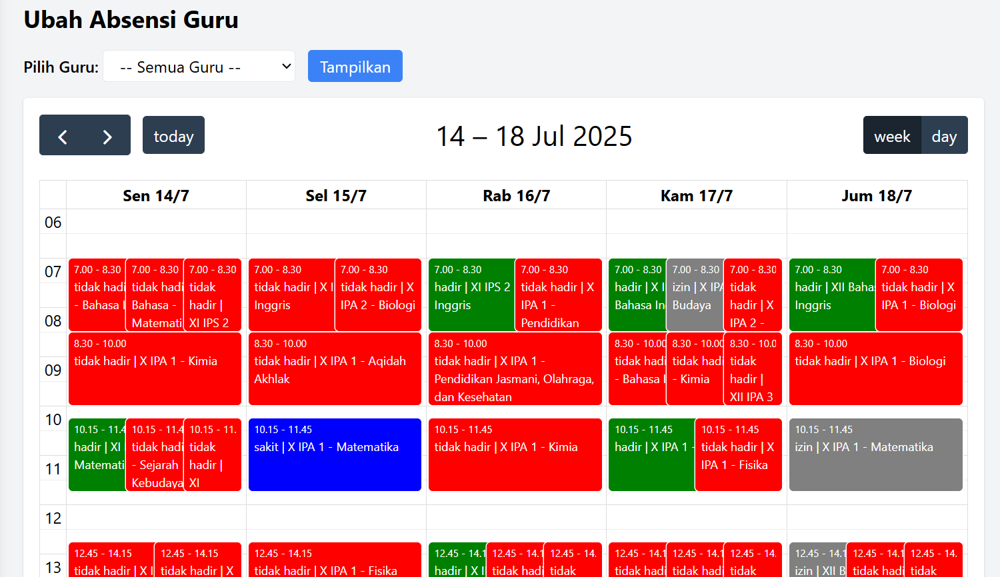 Ubah Absensi Guru
Pilih Guru: -- Semua Guru -- Tampilkan
today 14 – 18 Jul 2025 week day
Sen 14/7 Sel 15/7 Rab 16/7 Kam 17/7 Jum 18/7
06
07
08
09
10
11
12
13
7.00 - 8.30
tidak hadi
- Bahasa
7.00 - 8.30
tidak hadi
Bahasa -
Matemati
7.00 - 8.30
tidak
hadir |
XI IPS 2
8.30 - 10.00
tidak hadir | X IPA 1 - Kimia
10.15 - 11.4
hadir | XI
Matemati
10.15 - 11.4
tidak hadi
- Sejarah
Kebudaya
10.15 - 11.
tidak
hadir |
XI
12.45 - 14.15
tidak hadir | X I
12.45 - 14.15
tidak hadir | X
7.00 - 8.30
tidak hadir | X I
Inggris
7.00 - 8.30
tidak hadir | X
IPA 2 - Biologi
8.30 - 10.00
tidak hadir | X IPA 1 - Aqidah
Akhlak
10.15 - 11.45
sakit | X IPA 1 - Matematika
12.45 - 14.15
tidak hadir | X IPA 1 - Fisika
7.00 - 8.30
hadir | XI IPS 2
Inggris
7.00 - 8.30
tidak hadir | X
IPA 1 -
Pendidikan
8.30 - 10.00
tidak hadir | X IPA 1 -
Pendidikan Jasmani, Olahraga,
dan Kesehatan
10.15 - 11.45
tidak hadir | X IPA 1 - Kimia
12.45 - 14.1
hadir | X I
12.45 - 14.1
tidak hadi
12.45 - 14.
tidak
7.00 - 8.30
hadir | X I
Bahasa In
7.00 - 8.30
izin | X IPA
Budaya
7.00 - 8.30
tidak
hadir | X
IPA 2 -
8.30 - 10.00
tidak hadi
- Bahasa
8.30 - 10.00
tidak hadi
- Kimia
8.30 - 10.0
tidak
hadir |
XII IPA 3
10.15 - 11.45
hadir | X IPA 1 -
10.15 - 11.45
tidak hadir | X
IPA 1 - Fisika
12.45 - 14.1
tidak hadi
12.45 - 14.1
tidak hadi
12.45 - 14.
tidak
7.00 - 8.30
hadir | XII Baha
Inggris
7.00 - 8.30
tidak hadir | X
IPA 1 - Biologi
8.30 - 10.00
tidak hadir | X IPA 1 - Biologi
10.15 - 11.45
izin | X IPA 1 - Matematika
12.45 - 14.1
izin | XII B
12.45 - 14.1
tidak hadi
12.45 - 14.
tidak